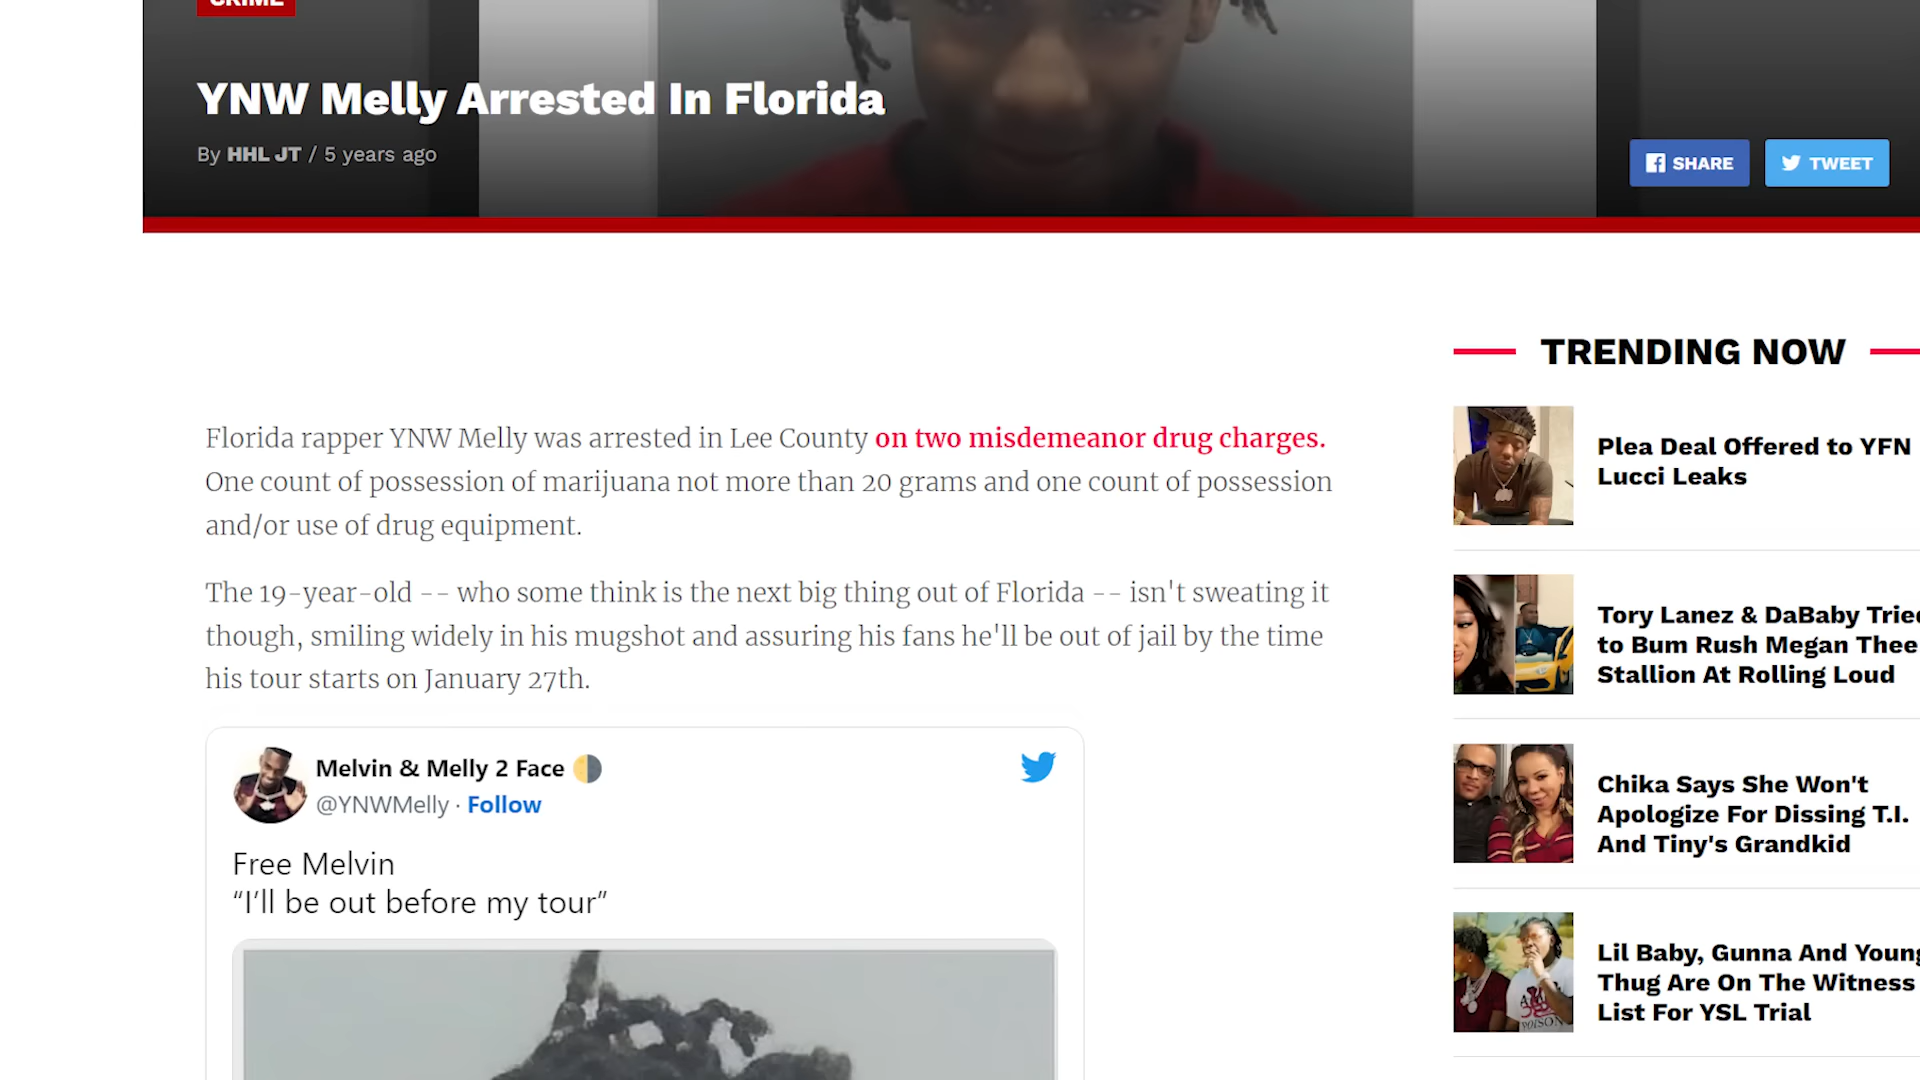 CRIME
YNW Melly Arrested In Florida
By HHL JT / 5 years ago
SHARE
TWEET
Florida rapper YNW Melly was arrested in Lee County on two misdemeanor drug charges.
One count of possession of marijuana not more than 20 grams and one count of possession
and/or use of drug equipment.
The 19-year-old -- who some think is the next big thing out of Florida -- isn't sweating it
though, smiling widely in his mugshot and assuring his fans he'll be out of jail by the time
his tour starts on January 27th.
Melvin & Melly 2 Face
@YNWMelly · Follow
Free Melvin
“I’ll be out before my tour”
TRENDING NOW
Plea Deal Offered to YFN
Lucci Leaks
Tory Lanez & DaBaby Tried
to Bum Rush Megan Thee
Stallion At Rolling Loud
Chika Says She Won't
Apologize For Dissing T.I.
And Tiny's Grandkid
Lil Baby, Gunna And Young
Thug Are On The Witness
List For YSL Trial